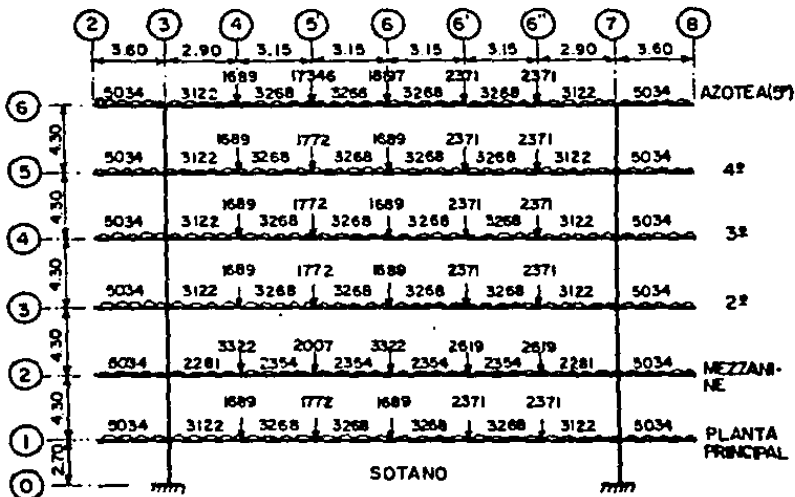 2 3 4 5' 6 6' 6" 7 8
3.60 2.90 3.15 3.15 3.15 3.15 2.90 3.60
1689 17346 2371 2371
6 5034 3122 3268 3268 3268 3268 3122 5034 AZOTEA(5º)
4.30
1689 1772 1689 2371 2371
5 5034 3122 3268 3268 3268 3268 3122 5034 4º
4.30
1689 1772 1689 2371 2371
4 5034 3122 3268 3268 3268 3268 3122 5034 3º
4.30
1689 1772 1689 2371 2371
3 5034 3122 3268 3268 3268 3268 3122 5034 2º
4.30
3322 2007 3322 2619 2619
2 5034 2281 2354 2354 2354 2354 2281 5034 MEZZANI-
NE
4.30
1689 1772 1689 2371 2371
1 5034 3122 3268 3268 3268 3268 3122 5034 PLANTA
PRINCIPAL
2.70
0 SOTANO